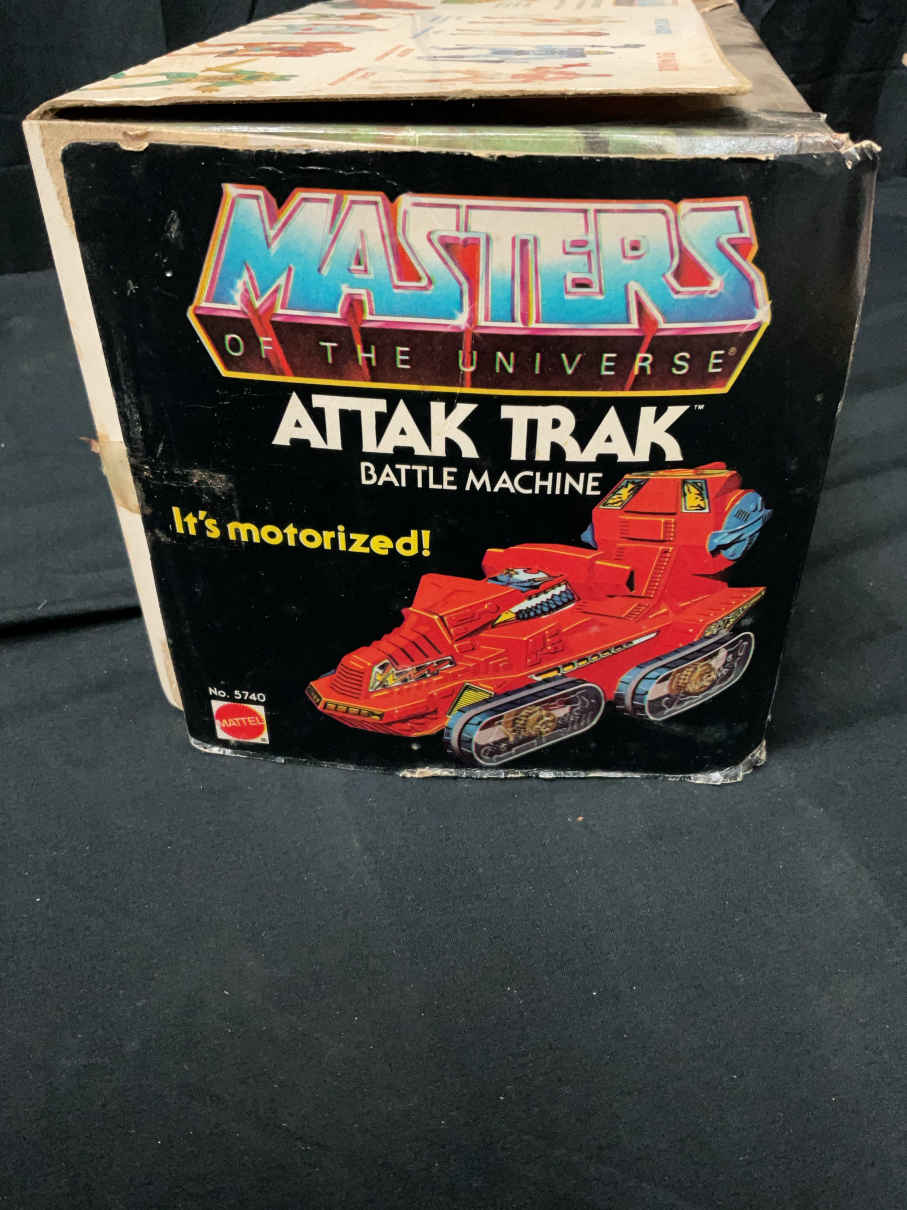 MASTERS
OF THE UNIVERSE®
ATTAK TRAK™
BATTLE MACHINE
It's motorized!
No. 5740
MATTEL